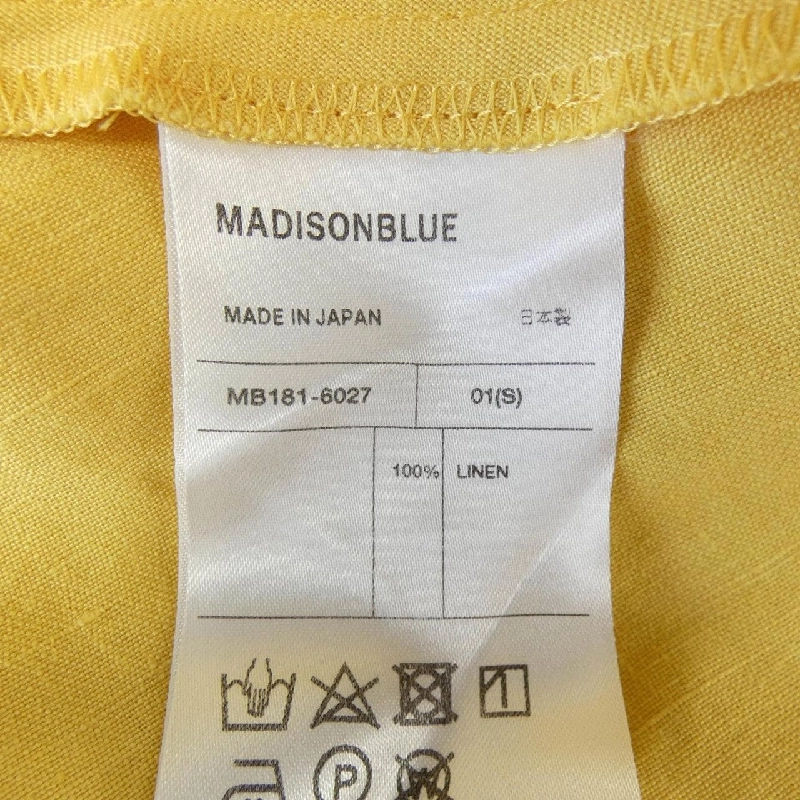 MADISONBLUE
MADE IN JAPAN 日本製
MB181-6027 01(S)
100% LINEN
P